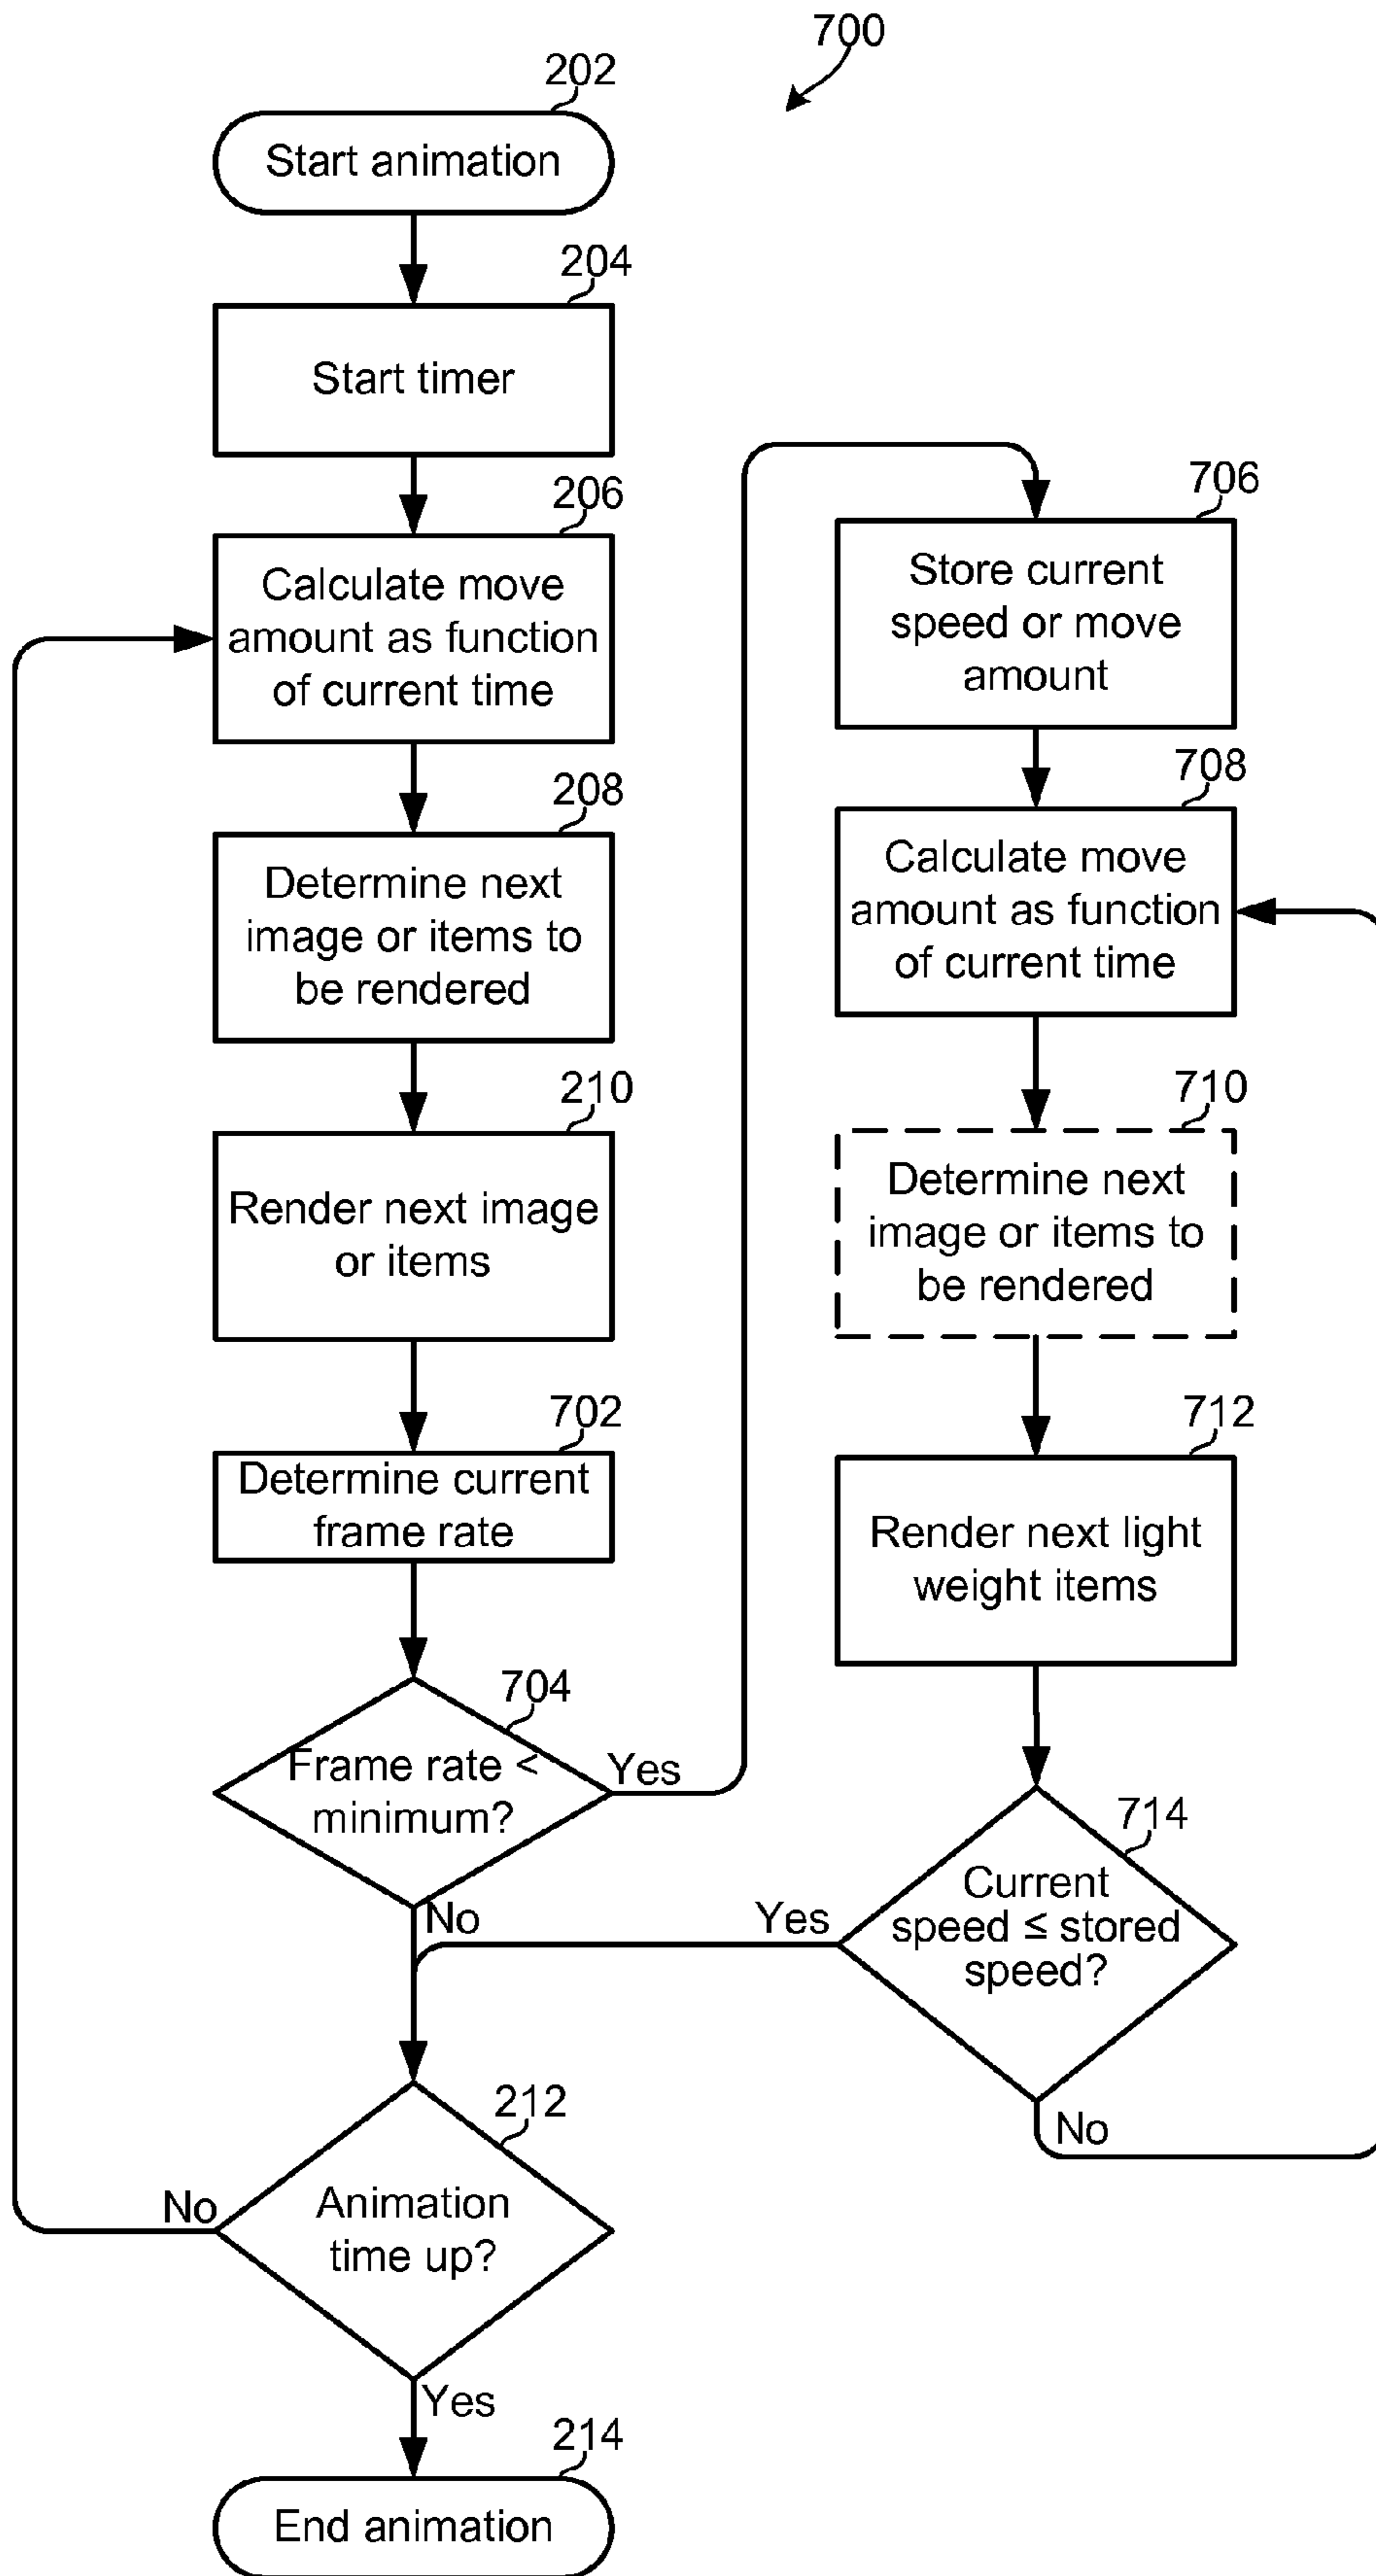 700
202
Start animation
204
Start timer
206
Calculate move
amount as function
of current time
208
Determine next
image or items to
be rendered
210
Render next image
or items
702
Determine current
frame rate
704
Frame rate <
minimum?
Yes
No
706
Store current
speed or move
amount
708
Calculate move
amount as function
of current time
710
Determine next
image or items to
be rendered
712
Render next light
weight items
714
Current
speed ≤ stored
speed?
Yes
No
212
Animation
time up?
No
Yes
214
End animation